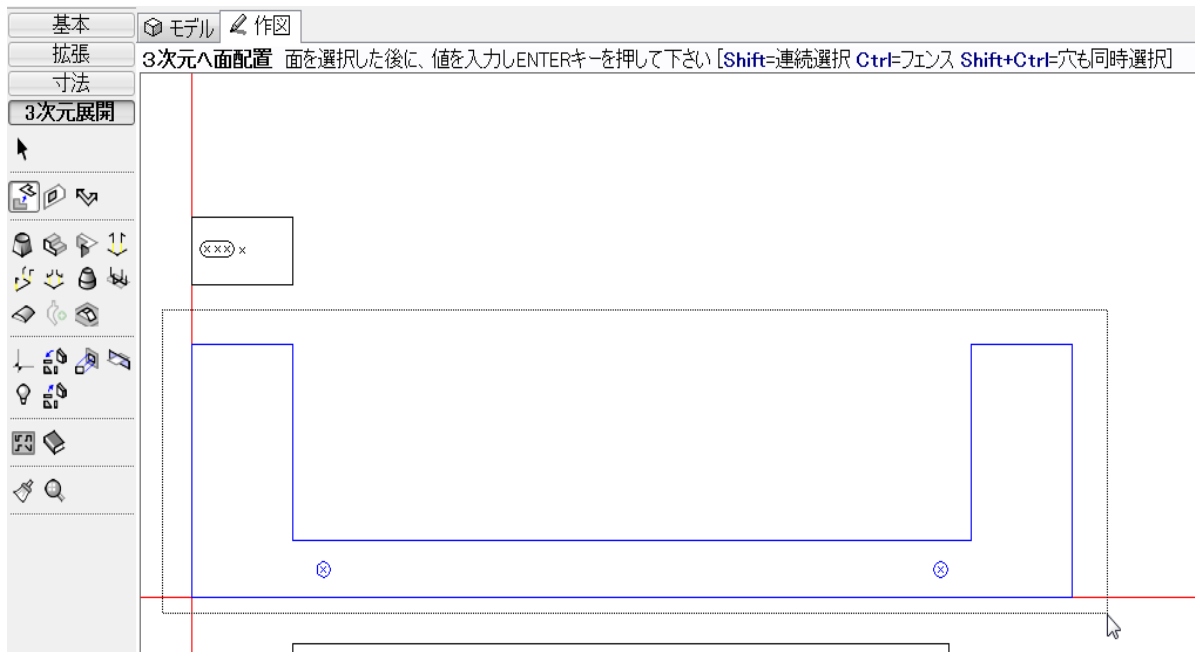 基本
拡張
寸法
3次元展開
モデル 作図
3次元へ面配置 面を選択した後に、値を入力しENTERキーを押して下さい [Shift=連続選択 Ctrl=フェンス Shift+Ctrl=穴も同時選択]
xxx x
x x